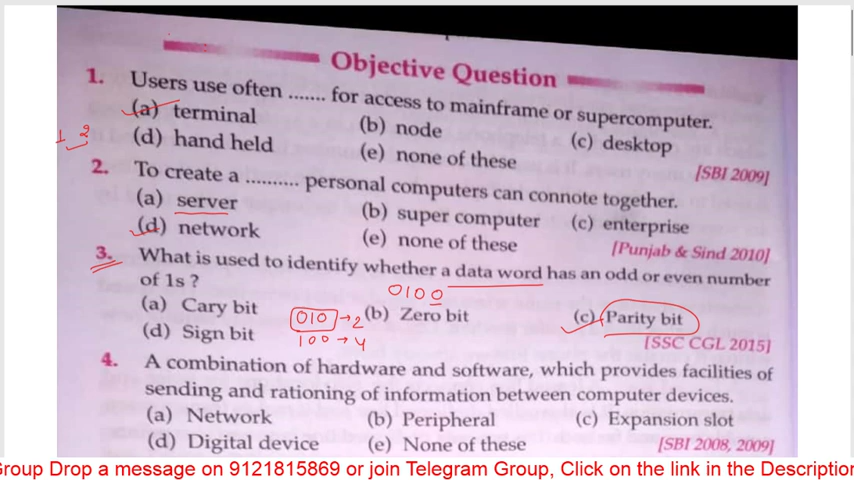 Objective Question
1. Users use often ....... for access to mainframe or supercomputer.
(a) terminal (b) node (c) desktop
1 2
(d) hand held (e) none of these [SBI 2009]
2. To create a .......... personal computers can connote together.
(a) server (b) super computer (c) enterprise
(d) network (e) none of these [Punjab & Sind 2010]
3. What is used to identify whether a data word has an odd or even number
of 1s ?
0100
(a) Cary bit (b) Zero bit (c) Parity bit
010 → 2
(d) Sign bit [SSC CGL 2015]
100 → 4
4. A combination of hardware and software, which provides facilities of
sending and rationing of information between computer devices.
(a) Network (b) Peripheral (c) Expansion slot
(d) Digital device (e) None of these [SBI 2008, 2009]
Group Drop a message on 9121815869 or join Telegram Group, Click on the link in the Description